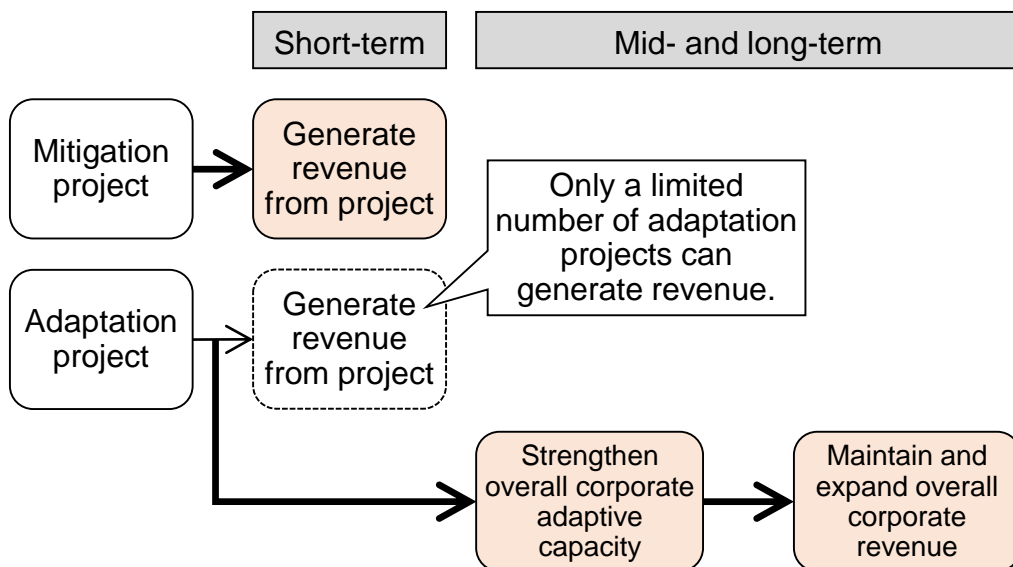 Short-term
Mid- and long-term
Mitigation
project
Generate
revenue
from project
Only a limited
number of adaptation
projects can
generate revenue.
Adaptation
project
Generate
revenue
from project
Strengthen
overall corporate
adaptive
capacity
Maintain and
expand overall
corporate
revenue